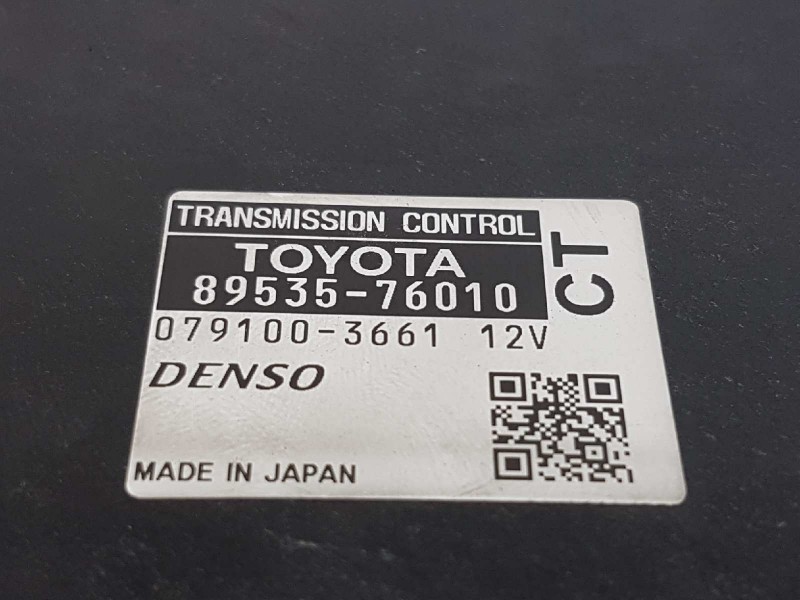 TRANSMISSION CONTROL
TOYOTA
89535-76010
CT
079100-3661 12V
DENSO
MADE IN JAPAN